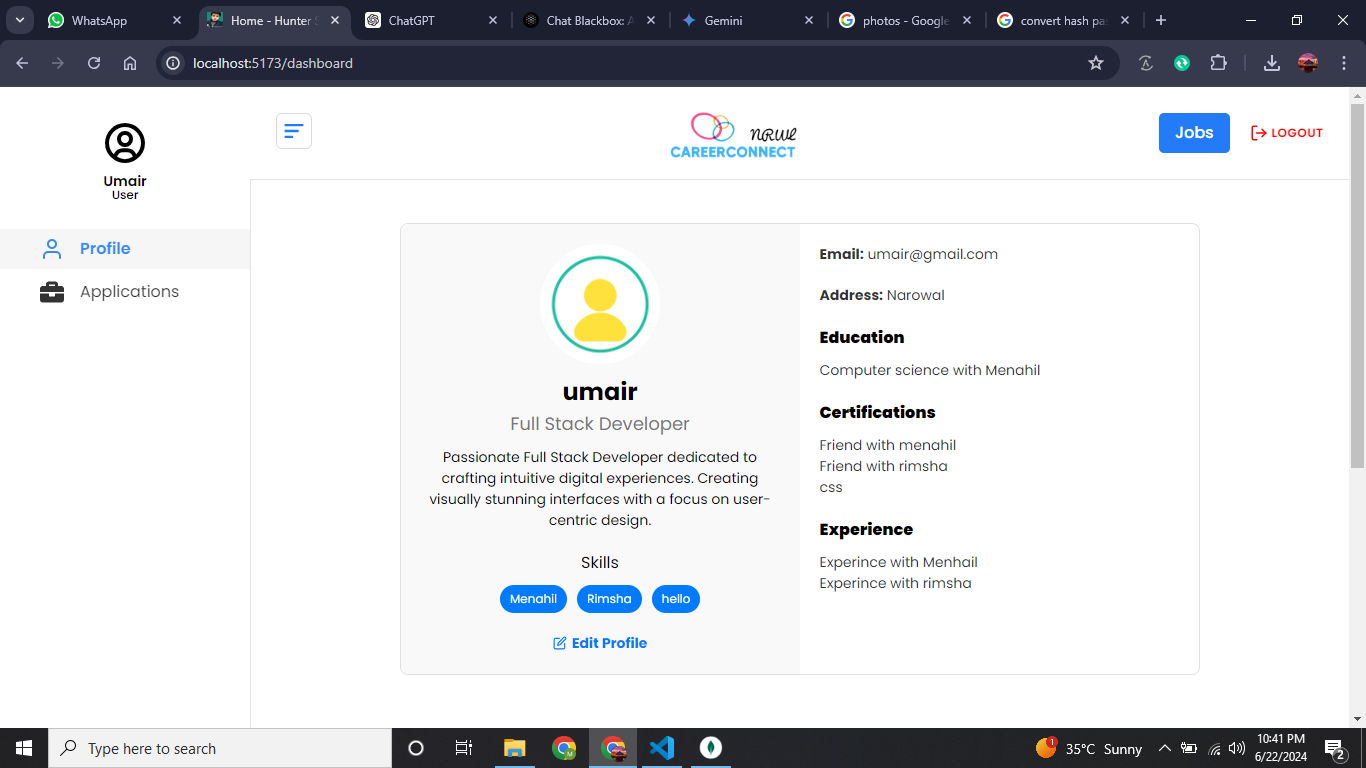 WhatsApp
Home - Hunter S
ChatGPT
Chat Blackbox: A
Gemini
photos - Google
convert hash pas
localhost:5173/dashboard
Umair
User
Profile
Applications
NRWL
CAREERCONNECT
Jobs
LOGOUT
umair
Full Stack Developer
Passionate Full Stack Developer dedicated to
crafting intuitive digital experiences. Creating
visually stunning interfaces with a focus on user-
centric design.
Skills
Menahil Rimsha hello
Edit Profile
Email: umair@gmail.com
Address: Narowal
Education
Computer science with Menahil
Certifications
Friend with menahil
Friend with rimsha
css
Experience
Experince with Menhail
Experince with rimsha
Type here to search
M
1
35°C Sunny
10:41 PM
6/22/2024
2